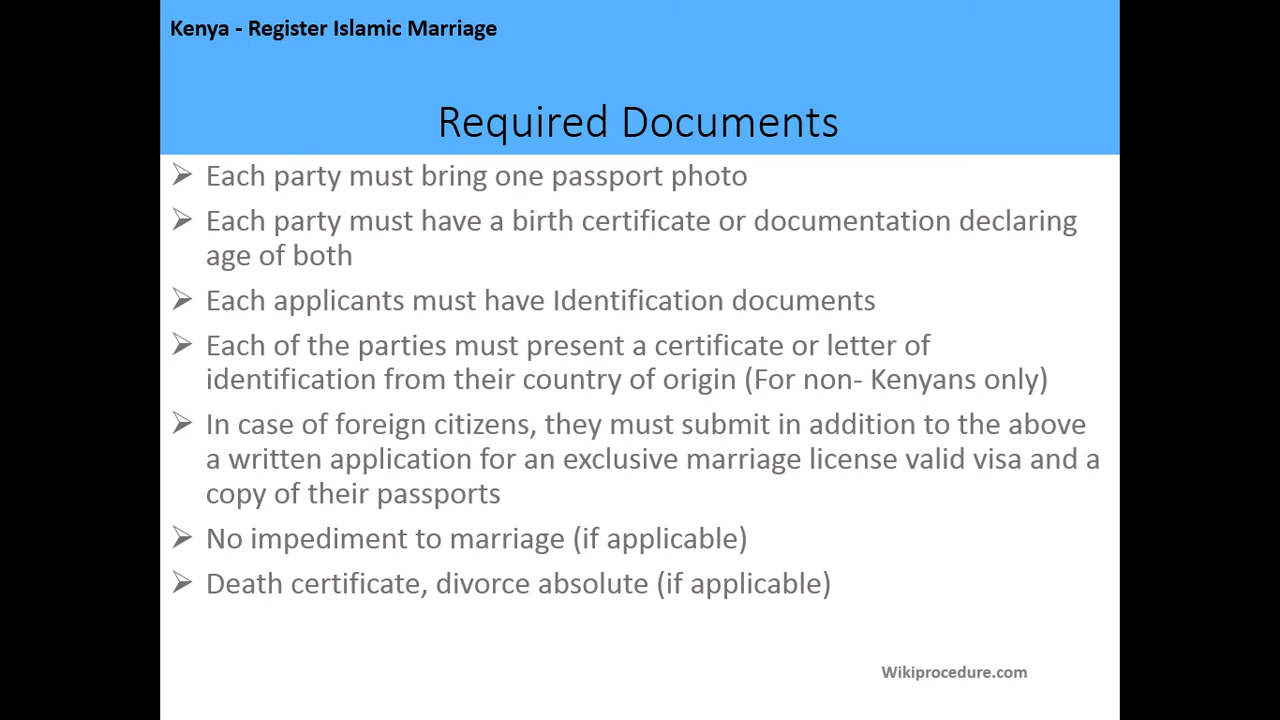 Kenya - Register Islamic Marriage
Required Documents
➢ Each party must bring one passport photo
➢ Each party must have a birth certificate or documentation declaring
age of both
➢ Each applicants must have Identification documents
➢ Each of the parties must present a certificate or letter of
identification from their country of origin (For non- Kenyans only)
➢ In case of foreign citizens, they must submit in addition to the above
a written application for an exclusive marriage license valid visa and a
copy of their passports
➢ No impediment to marriage (if applicable)
➢ Death certificate, divorce absolute (if applicable)
Wikiprocedure.com